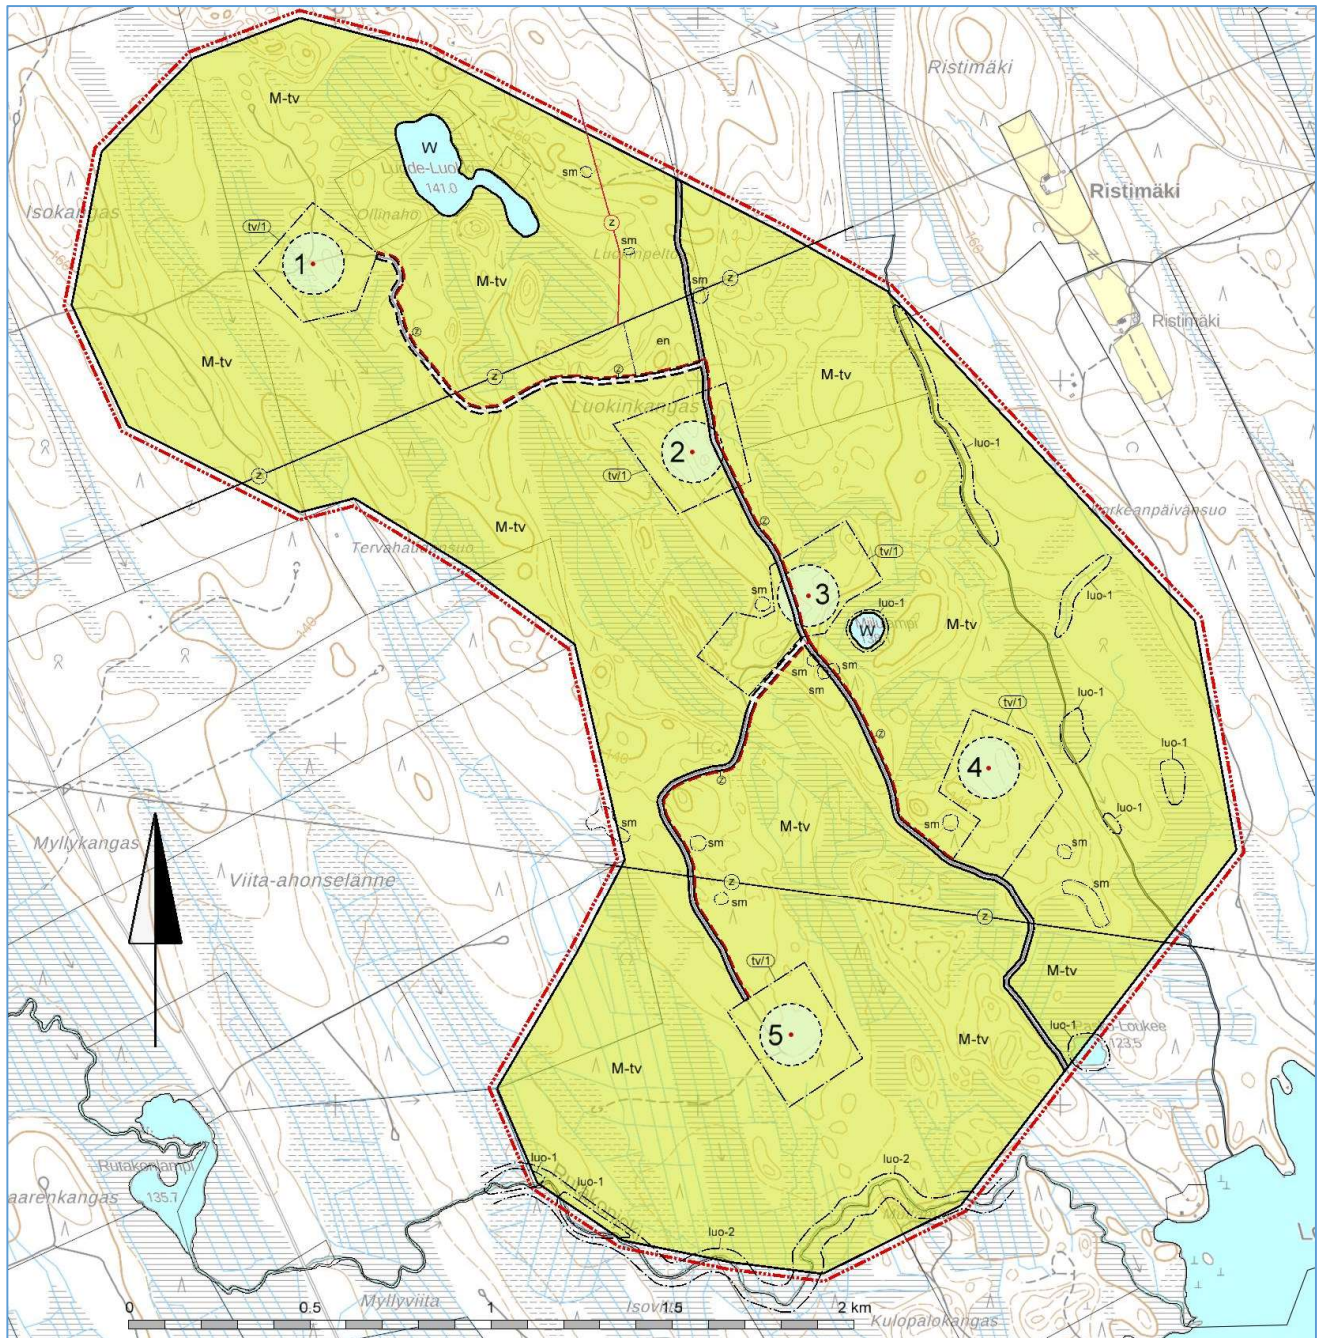 M-tv
Ristimäki
w
141.0
sm
Isokangas
Ollinaho
Ristimäki
tv/1
z
sm
1
M-tv
sm
z
Ristimäki
z
en
z
M-tv
z
M-tv
Luokinkangas
luo-1
2
tv/1
z
M-tv
z
Tervahaudansuo
tv/1
3
sm
luo-1
luo-1
w
M-tv
140
sm
sm
sm
luo-1
tv/1
z
luo-1
4
z
luo-1
sm
M-tv
sm
Myllykangas
sm
sm
Viita-ahonselänne
z
sm
sm
z
tv/1
M-tv
luo-1
123.5
5
M-tv
M-tv
luo-1
luo-2
Rutakonlampi
luo-1
aarenkangas
135.7
luo-2
0
0.5
1
1.5
2 km
Myllyviita
Kulopalokangas